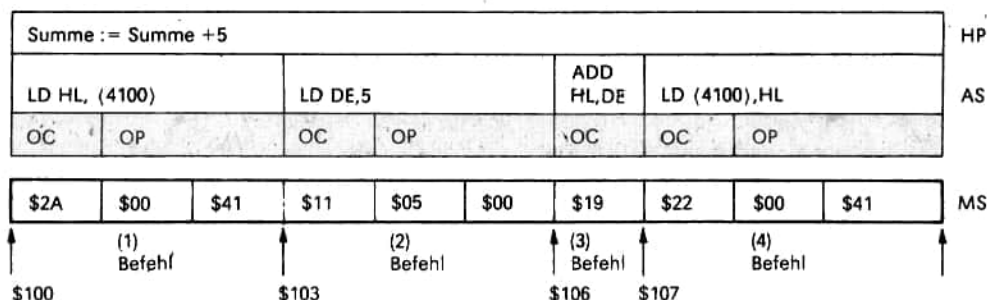 Summe := Summe +5 HP
ADD
LD HL, (4100) LD DE,5 HL,DE LD (4100),HL AS
OC OP OC OP OC OC OP
$2A $00 $41 $11 $05 $00 $19 $22 $00 $41 MS
(1) (2) (3) (4)
Befehl Befehl Befehl Befehl
$100 $103 $106 $107